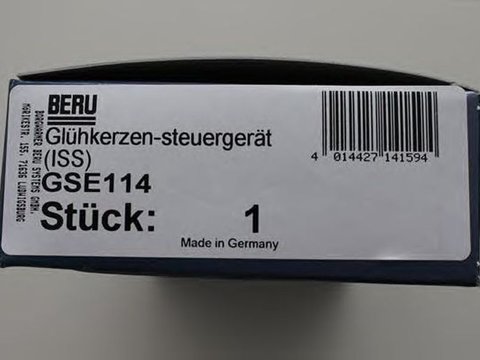 BERU
BORGWARNER BERU SYSTEMS GMBH.
MÖRIKESTR. 155. 71636 LUDWIGSBURG
Glühkerzen-steuergerät
(ISS)
GSE114
Stück: 1
Made in Germany
4 014427 141594